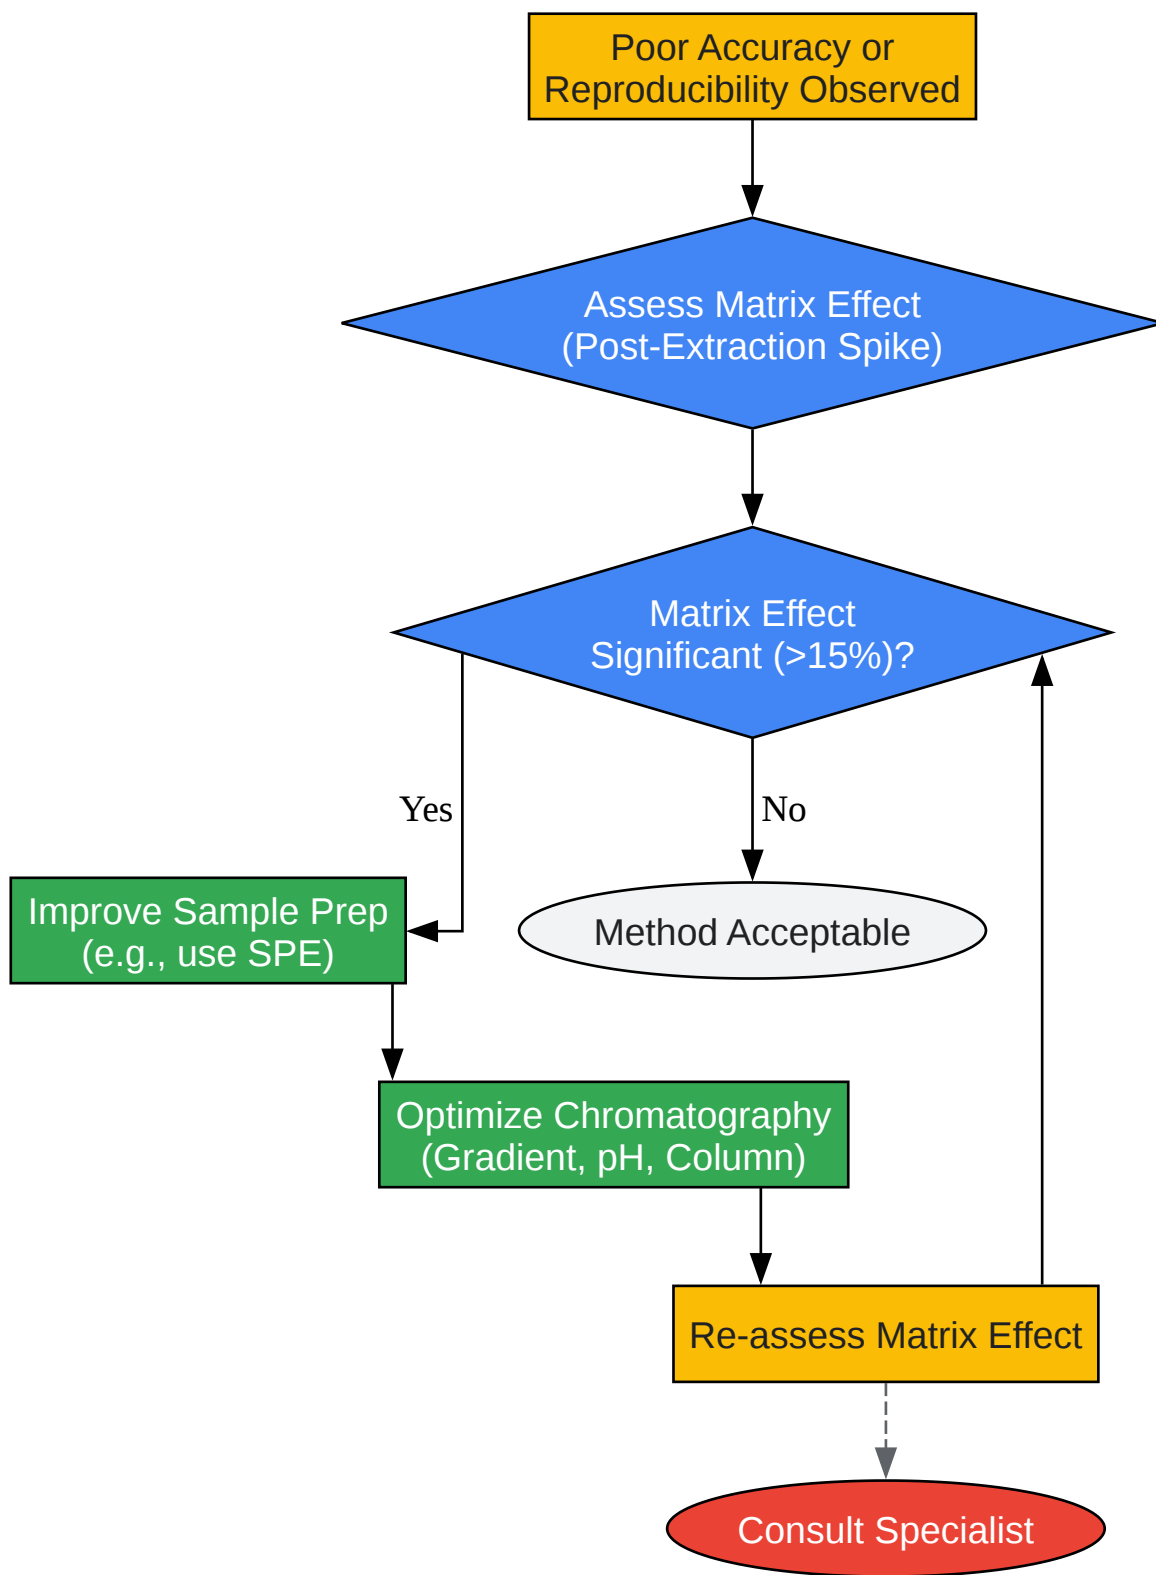 Poor Accuracy or
Reproducibility Observed
Assess Matrix Effect
(Post-Extraction Spike)
Matrix Effect
Significant (>15%)?
Yes
No
Improve Sample Prep
(e.g., use SPE)
Method Acceptable
Optimize Chromatography
(Gradient, pH, Column)
Re-assess Matrix Effect
Consult Specialist